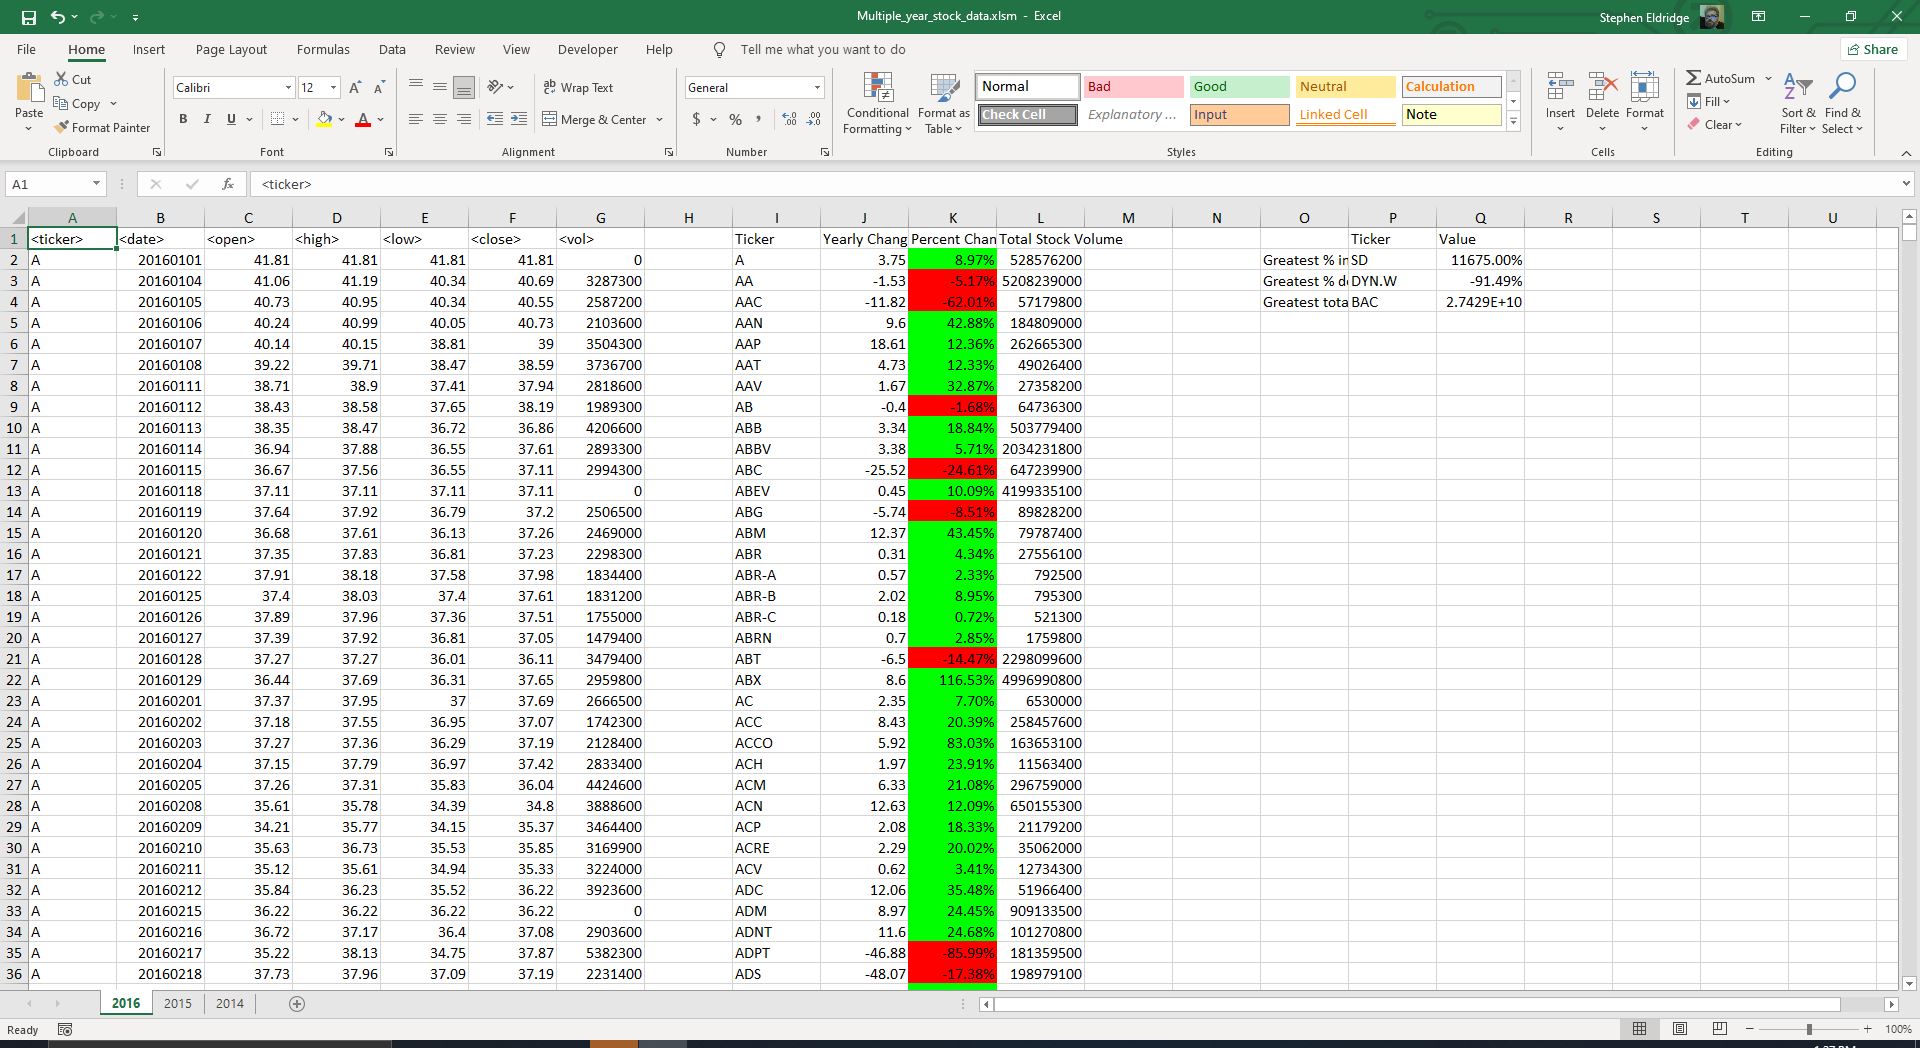 Multiple_year_stock_data.xlsm - Excel
Stephen Eldridge
File Home Insert Page Layout Formulas Data Review View Developer Help Tell me what you want to do
Share
Paste
Cut
Copy
Format Painter
Clipboard
Calibri 12
B I U
Font
Wrap Text
Merge & Center
Alignment
General
$ % ,
Number
Conditional Formatting
Format as Table
Normal Bad Good Neutral Calculation
Check Cell Explanatory ... Input Linked Cell Note
Styles
Insert Delete Format
Cells
AutoSum
Fill
Clear
Sort & Filter
Find & Select
Editing
A1 fx <ticker>
A B C D E F G H I J K L M N O P Q R S T U
1 <ticker> <date> <open> <high> <low> <close> <vol> Ticker Yearly Chang Percent Chan Total Stock Volume Ticker Value
2 A 20160101 41.81 41.81 41.81 41.81 0 A 3.75 8.97% 528576200 Greatest % in SD 11675.00%
3 A 20160104 41.06 41.19 40.34 40.69 3287300 AA -1.53 -5.17% 5208239000 Greatest % de DYN.W -91.49%
4 A 20160105 40.73 40.95 40.34 40.55 2587200 AAC -11.82 -62.01% 57179800 Greatest tota BAC 2.7429E+10
5 A 20160106 40.24 40.99 40.05 40.73 2103600 AAN 9.6 42.88% 184809000
6 A 20160107 40.14 40.15 38.81 39 3504300 AAP 18.61 12.36% 262665300
7 A 20160108 39.22 39.71 38.47 38.59 3736700 AAT 4.73 12.33% 49026400
8 A 20160111 38.71 38.9 37.41 37.94 2818600 AAV 1.67 32.87% 27358200
9 A 20160112 38.43 38.58 37.65 38.19 1989300 AB -0.4 -1.68% 64736300
10 A 20160113 38.35 38.47 36.72 36.86 4206600 ABB 3.34 18.84% 503779400
11 A 20160114 36.94 37.88 36.55 37.61 2893300 ABBV 3.38 5.71% 2034231800
12 A 20160115 36.67 37.56 36.55 37.11 2994300 ABC -25.52 -24.61% 647239900
13 A 20160118 37.11 37.11 37.11 37.11 0 ABEV 0.45 10.09% 4199335100
14 A 20160119 37.64 37.92 36.79 37.2 2506500 ABG -5.74 -8.51% 89828200
15 A 20160120 36.68 37.61 36.13 37.26 2469000 ABM 12.37 43.45% 79787400
16 A 20160121 37.35 37.83 36.81 37.23 2298300 ABR 0.31 4.34% 27556100
17 A 20160122 37.91 38.18 37.58 37.98 1834400 ABR-A 0.57 2.33% 792500
18 A 20160125 37.4 38.03 37.4 37.61 1831200 ABR-B 2.02 8.95% 795300
19 A 20160126 37.89 37.96 37.36 37.51 1755000 ABR-C 0.18 0.72% 521300
20 A 20160127 37.39 37.92 36.81 37.05 1479400 ABRN 0.7 2.85% 1759800
21 A 20160128 37.27 37.27 36.01 36.11 3479400 ABT -6.5 -14.47% 2298099600
22 A 20160129 36.44 37.69 36.31 37.65 2959800 ABX 8.6 116.53% 4996990800
23 A 20160201 37.37 37.95 37 37.69 2666500 AC 2.35 7.70% 6530000
24 A 20160202 37.18 37.55 36.95 37.07 1742300 ACC 8.43 20.39% 258457600
25 A 20160203 37.27 37.36 36.29 37.19 2128400 ACCO 5.92 83.03% 163653100
26 A 20160204 37.15 37.79 36.97 37.42 2833400 ACH 1.97 23.91% 11563400
27 A 20160205 37.26 37.31 35.83 36.04 4424600 ACM 6.33 21.08% 296759000
28 A 20160208 35.61 35.78 34.39 34.8 3888600 ACN 12.63 12.09% 650155300
29 A 20160209 34.21 35.77 34.15 35.37 3464400 ACP 2.08 18.33% 21179200
30 A 20160210 35.63 36.73 35.53 35.85 3169900 ACRE 2.29 20.02% 35062000
31 A 20160211 35.12 35.61 34.94 35.33 3224000 ACV 0.62 3.41% 12734300
32 A 20160212 35.84 36.23 35.52 36.22 3923600 ADC 12.06 35.48% 51966400
33 A 20160215 36.22 36.22 36.22 36.22 0 ADM 8.97 24.45% 909133500
34 A 20160216 36.72 37.17 36.4 37.08 2903600 ADNT 11.6 24.68% 101270800
35 A 20160217 35.22 38.13 34.75 37.87 5382300 ADPT -46.88 -85.99% 181359500
36 A 20160218 37.73 37.96 37.09 37.19 2231400 ADS -48.07 -17.38% 198979100
2016 2015 2014
Ready 100%